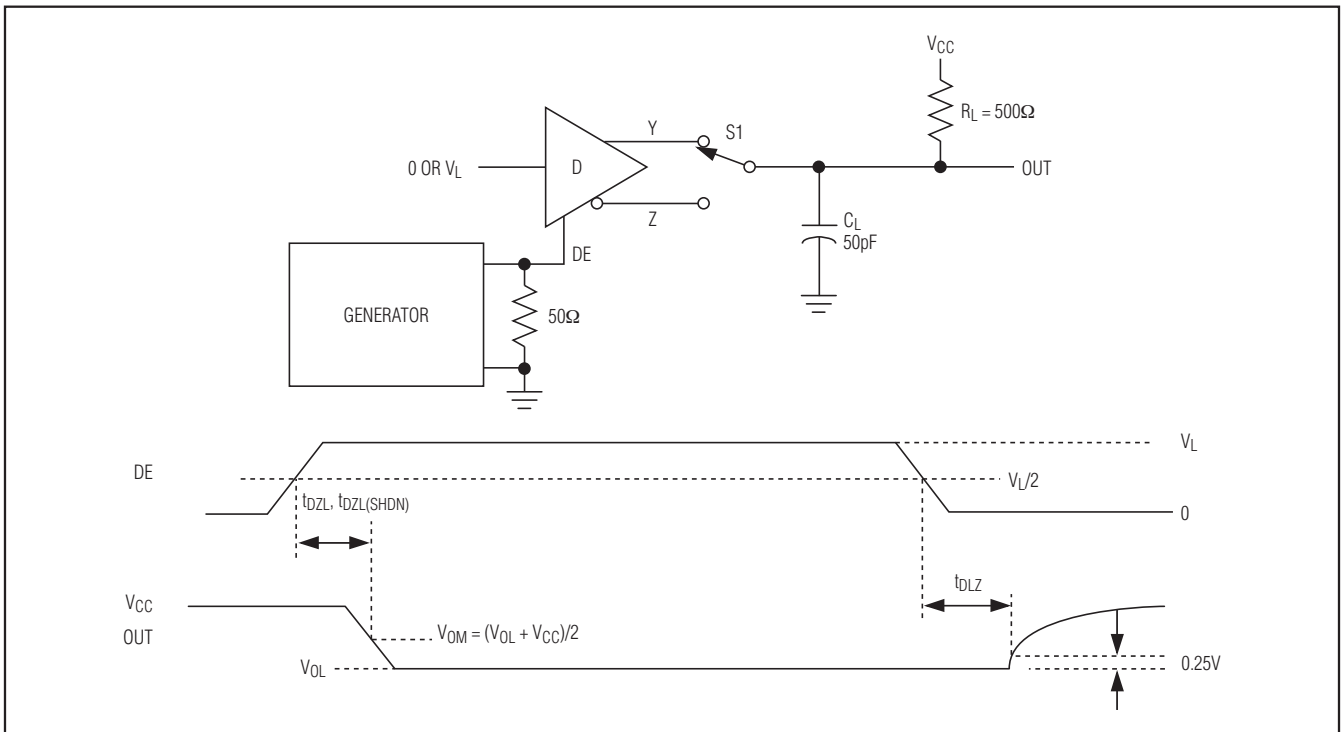 VCC
RL = 500Ω
Y
S1
0 OR VL
D
OUT
Z
CL
50pF
DE
GENERATOR
50Ω
VL
DE
VL/2
tDZL, tDZL(SHDN)
0
tDLZ
VCC
OUT
VOM = (VOL + VCC)/2
VOL
0.25V